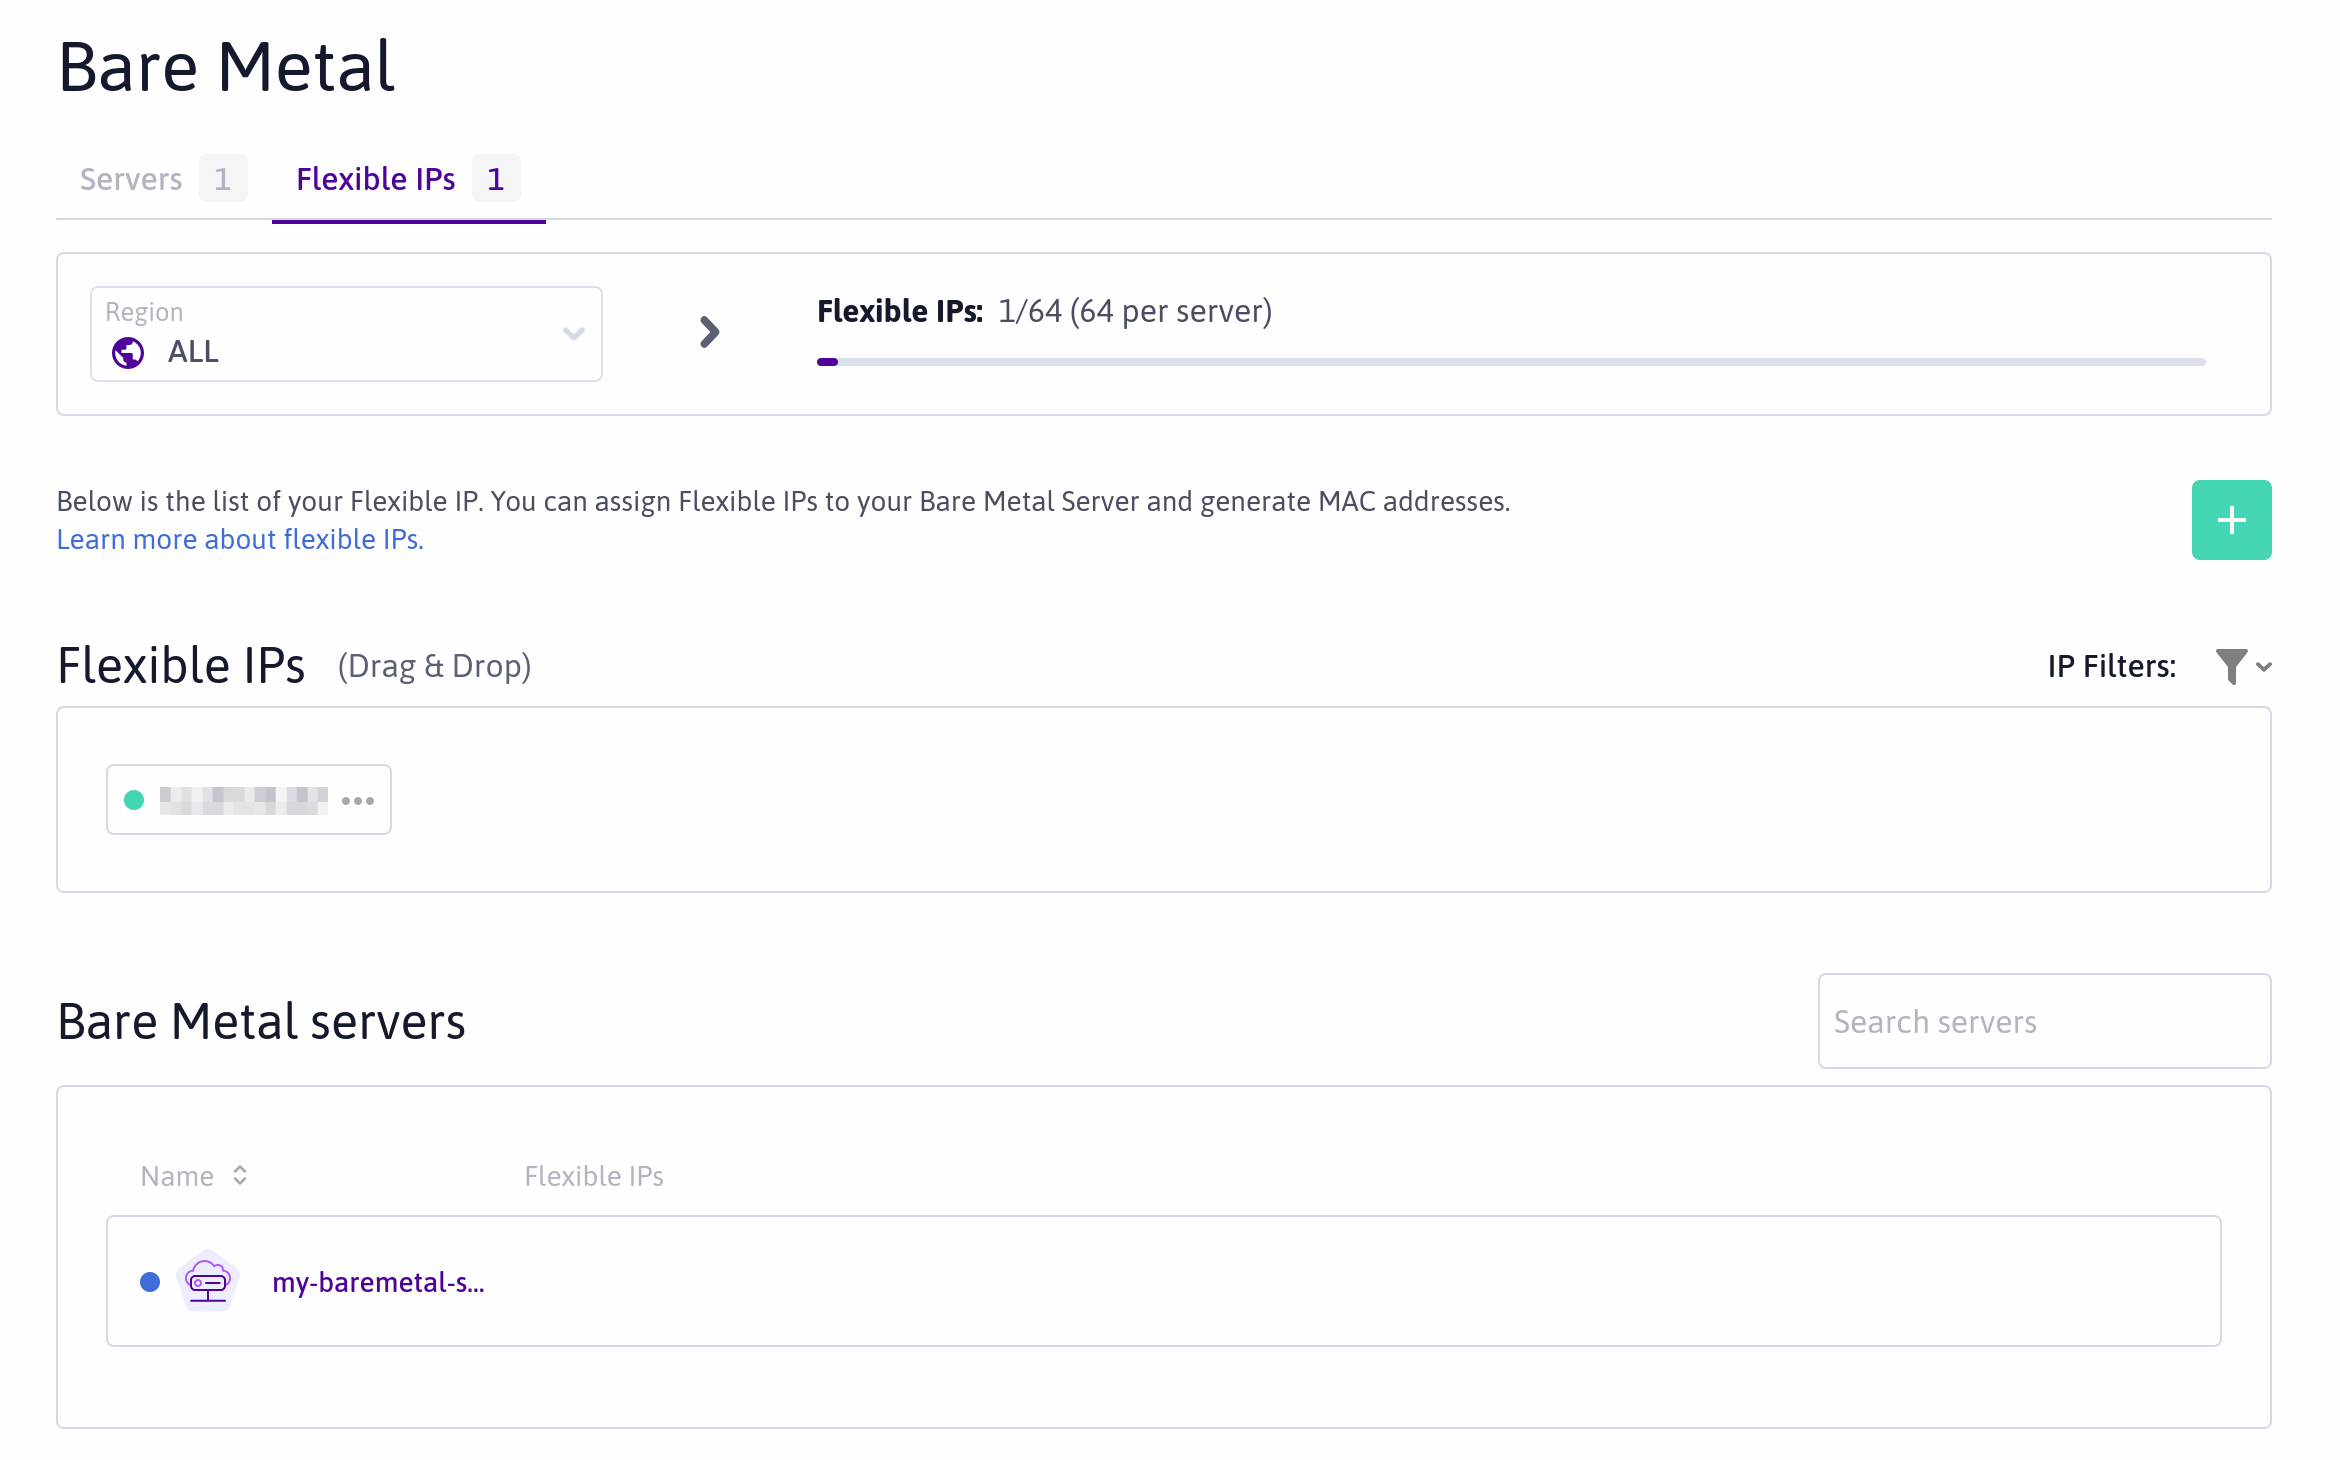 Bare Metal
Servers 1 Flexible IPs 1
Region
ALL
Flexible IPs: 1/64 (64 per server)
Below is the list of your Flexible IP. You can assign Flexible IPs to your Bare Metal Server and generate MAC addresses.
Learn more about flexible IPs.
Flexible IPs (Drag & Drop)
IP Filters:
Bare Metal servers
Search servers
Name Flexible IPs
my-baremetal-s...